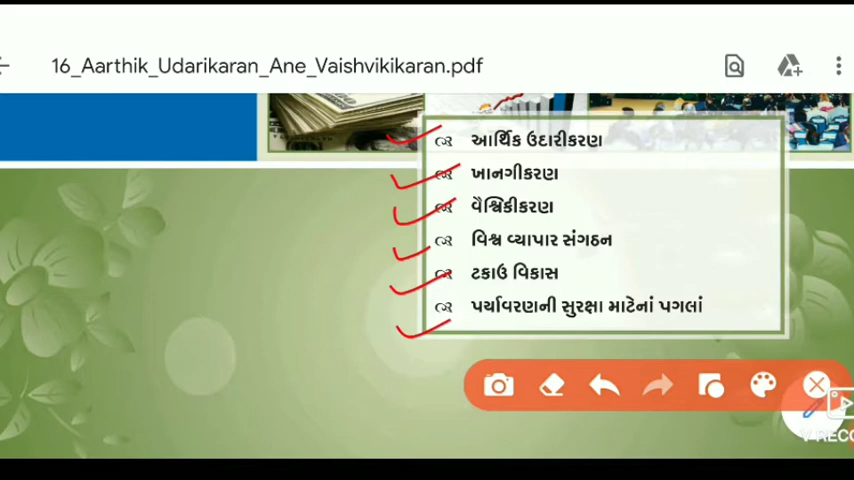 16_Aarthik_Udarikaran_Ane_Vaishvikikaran.pdf
આર્થિક ઉદારીકરણ
ખાનગીકરણ
વૈશ્વિકીકરણ
વિશ્વ વ્યાપાર સંગઠન
ટકાઉ વિકાસ
પર્યાવરણની સુરક્ષા માટેનાં પગલાં